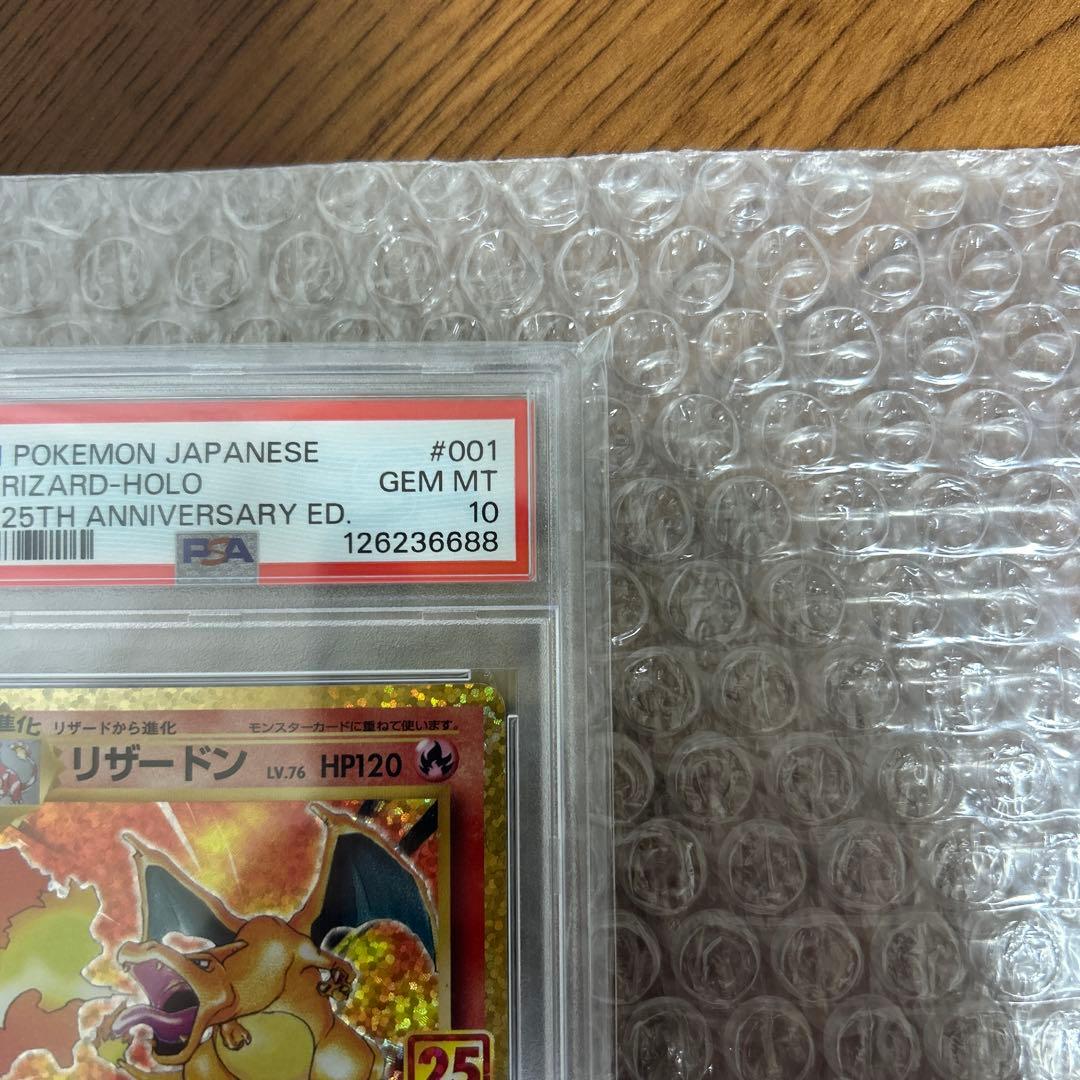 POKEMON JAPANESE #001
RIZARD-HOLO GEM MT
25TH ANNIVERSARY ED. 10
PSA 126236688
進化 リザードから進化 モンスターカードに重ねて使います。
リザードン LV.76 HP120
25